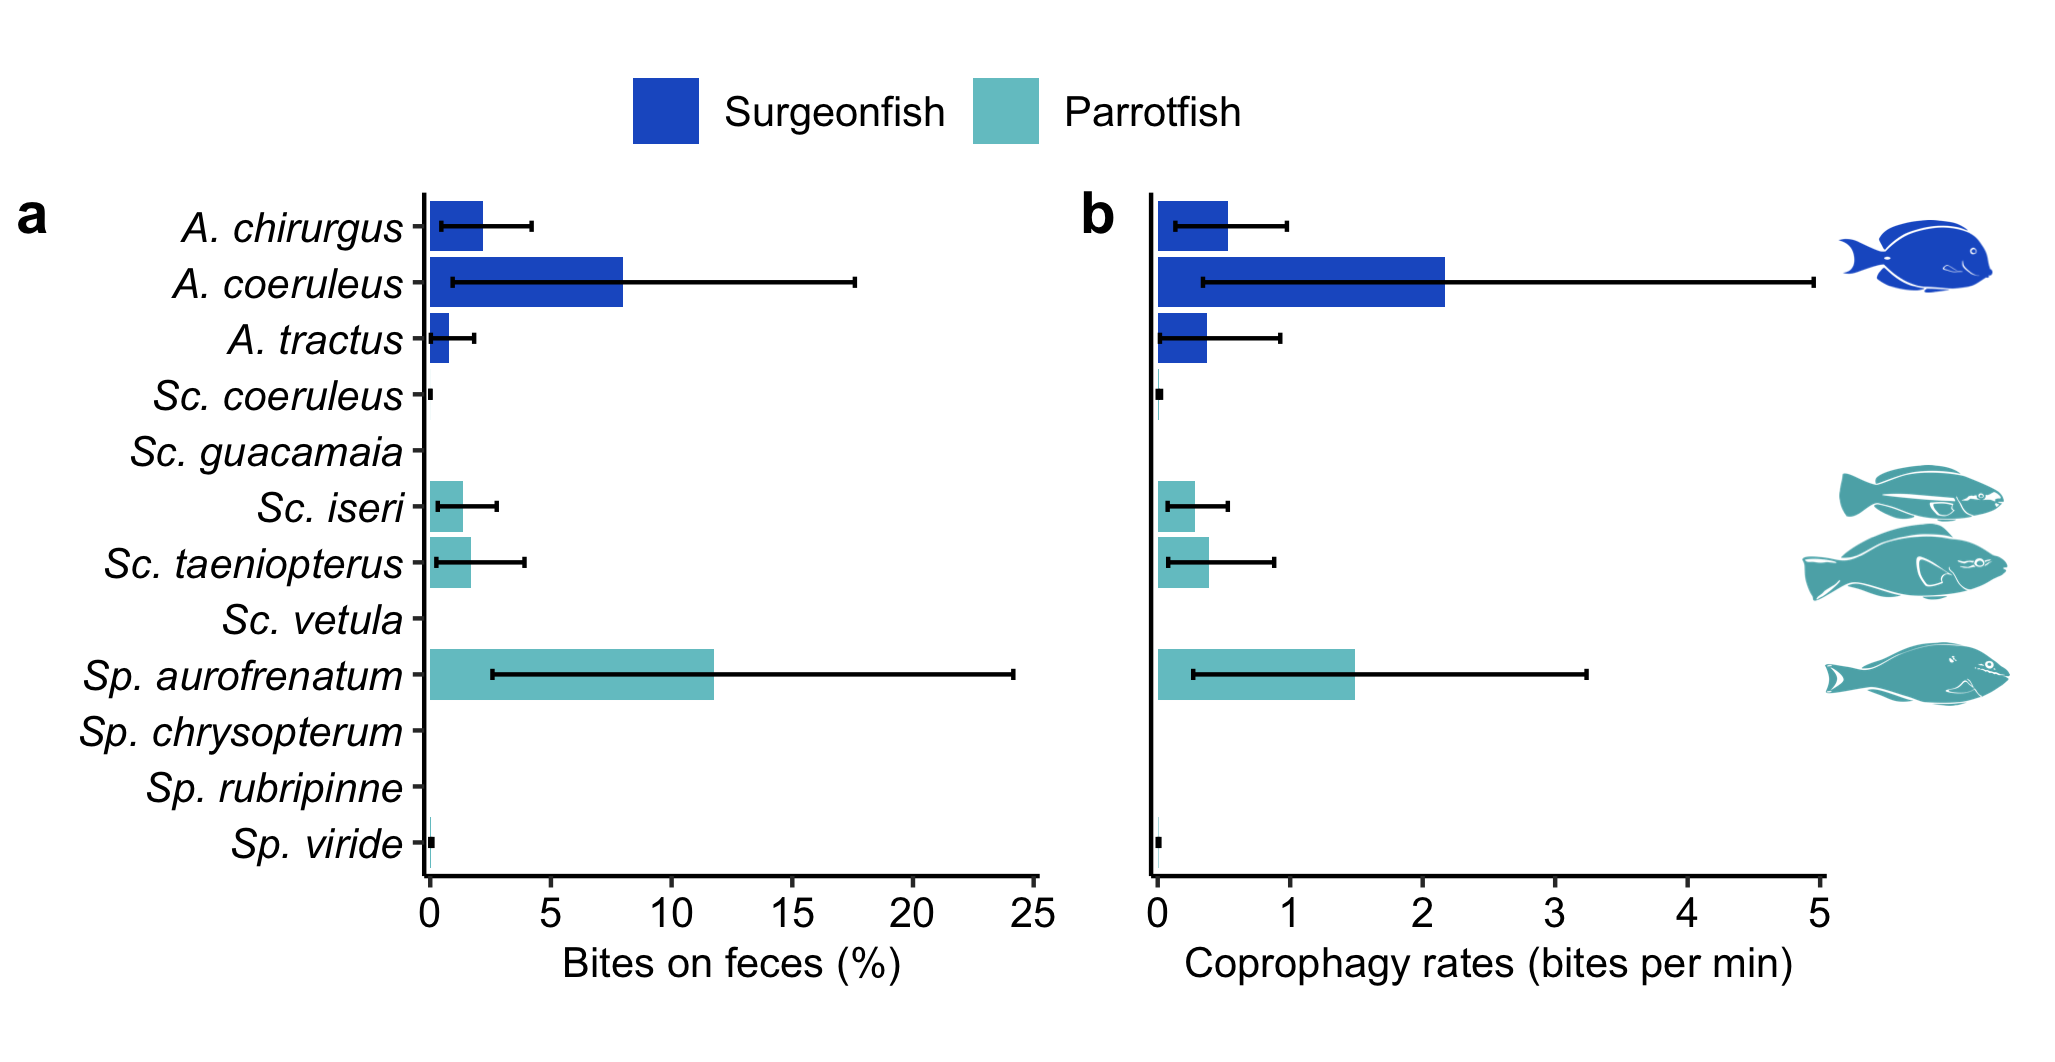 Surgeonfish Parrotfish
a
b
A. chirurgus
A. coeruleus
A. tractus
Sc. coeruleus
Sc. guacamaia
Sc. iseri
Sc. taeniopterus
Sc. vetula
Sp. aurofrenatum
Sp. chrysopterum
Sp. rubripinne
Sp. viride
0 5 10 15 20 25
Bites on feces (%)
0 1 2 3 4 5
Coprophagy rates (bites per min)